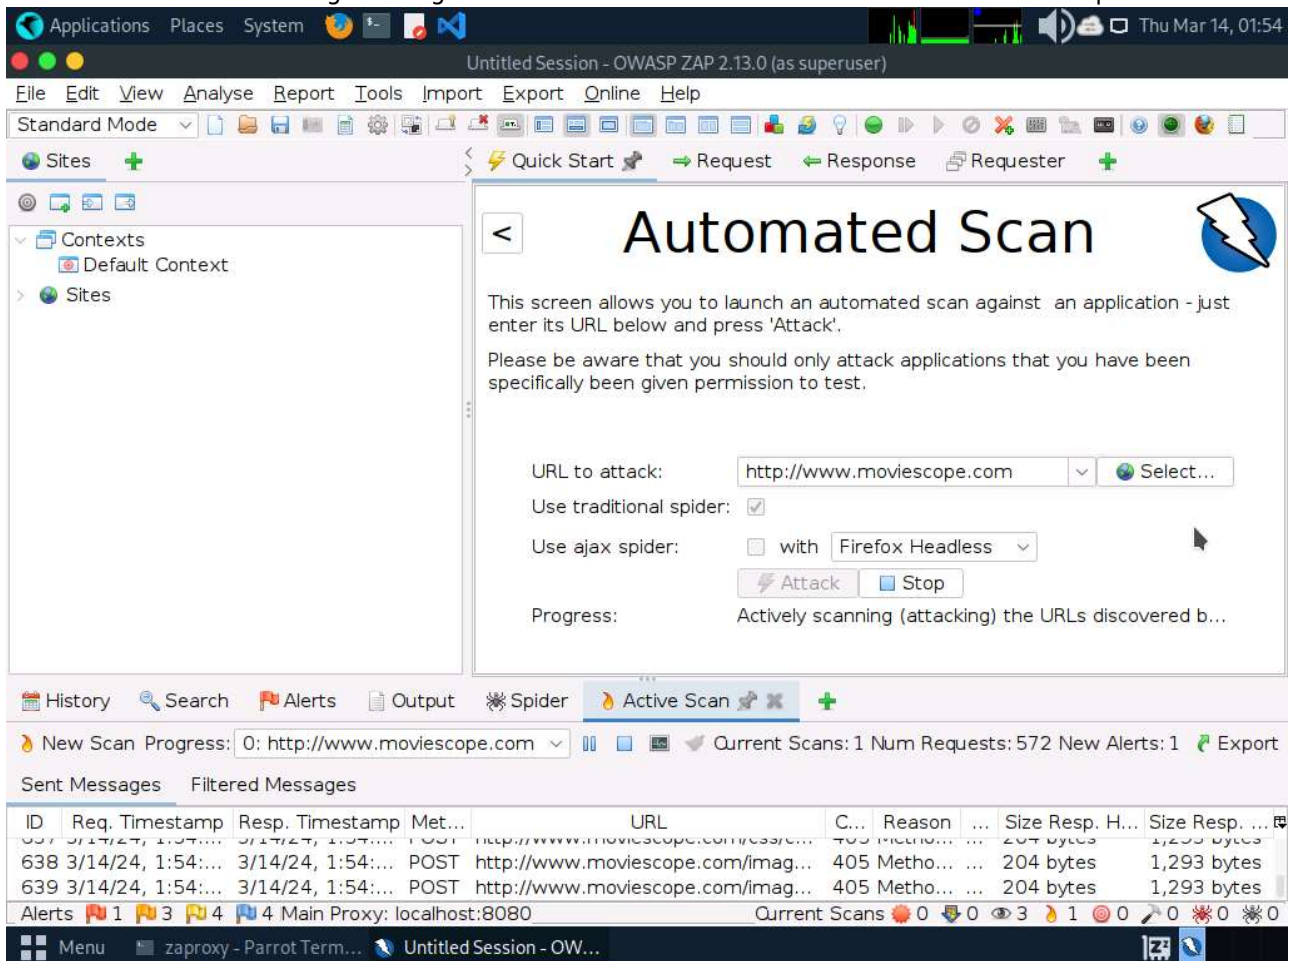 Applications Places System Thu Mar 14, 01:54
Untitled Session - OWASP ZAP 2.13.0 (as superuser)
File Edit View Analyse Report Tools Import Export Online Help
Standard Mode
Sites Quick Start Request Response Requester
<
Automated Scan
Contexts
Default Context
Sites
This screen allows you to launch an automated scan against an application - just
enter its URL below and press 'Attack'.
Please be aware that you should only attack applications that you have been
specifically been given permission to test.
URL to attack: http://www.moviescope.com Select...
Use traditional spider:
Use ajax spider: with Firefox Headless
Attack Stop
Progress: Actively scanning (attacking) the URLs discovered b...
History Search Alerts Output Spider Active Scan
New Scan Progress: 0: http://www.moviescope.com Current Scans: 1 Num Requests: 572 New Alerts: 1 Export
Sent Messages Filtered Messages
ID Req. Timestamp Resp. Timestamp Met... URL C... Reason ... Size Resp. H... Size Resp. ...
638 3/14/24, 1:54:... 3/14/24, 1:54:... POST http://www.moviescope.com/imag... 405 Metho... ... 204 bytes 1,293 bytes
639 3/14/24, 1:54:... 3/14/24, 1:54:... POST http://www.moviescope.com/imag... 405 Metho... ... 204 bytes 1,293 bytes
Alerts 1 3 4 4 Main Proxy: localhost:8080 Current Scans 0 0 3 1 0 0 0 0
Menu zaproxy - Parrot Term... Untitled Session - OW...